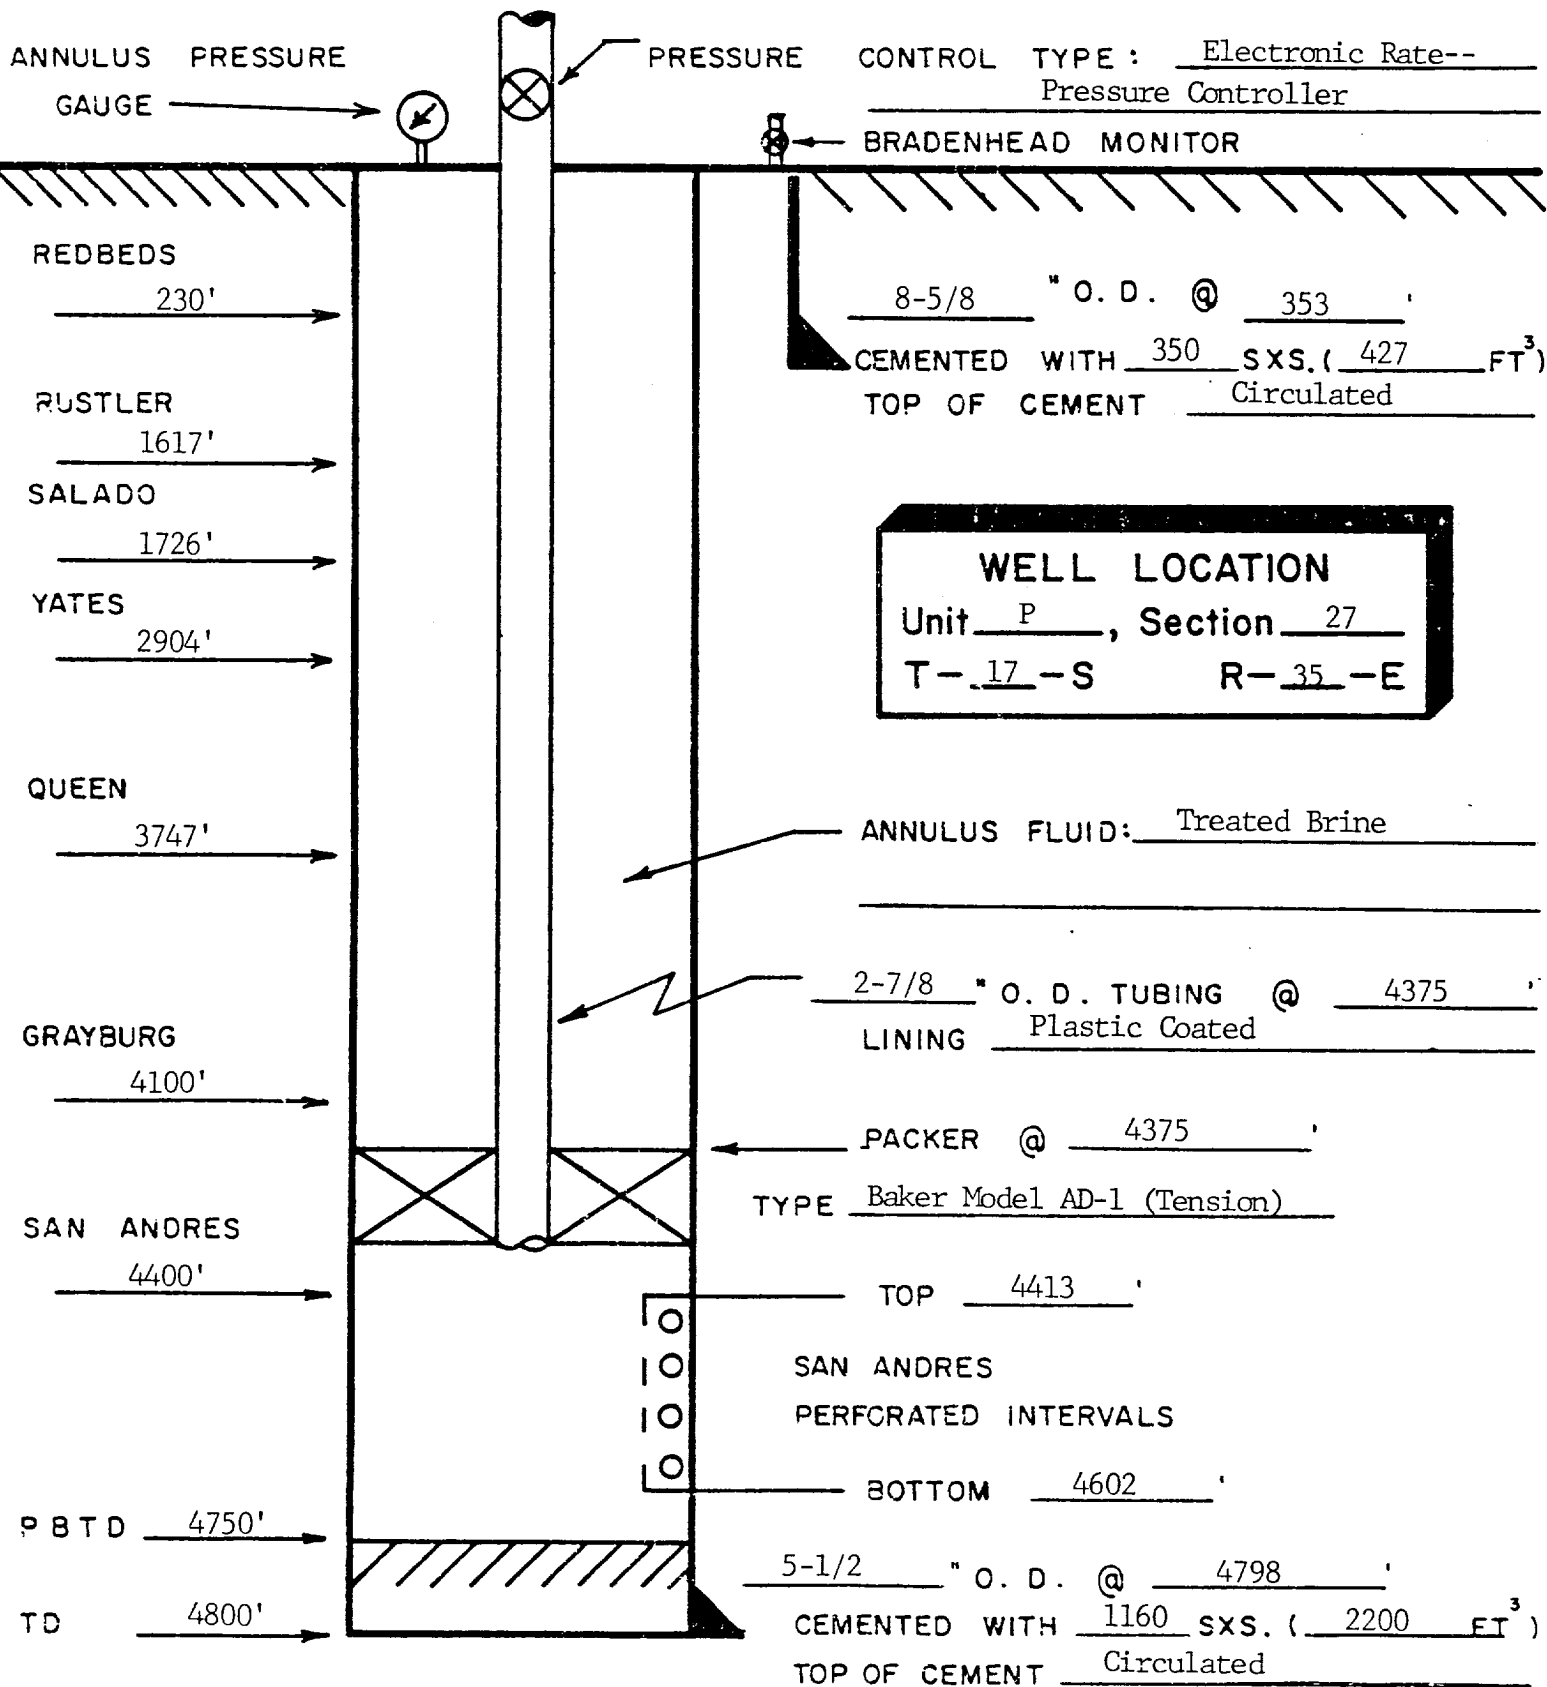 ANNULUS PRESSURE GAUGE
PRESSURE CONTROL TYPE: Electronic Rate--
Pressure Controller
BRADENHEAD MONITOR
REDBEDS
230'
8-5/8 " O. D. @ 353 '
CEMENTED WITH 350 SXS. ( 427 FT³)
TOP OF CEMENT Circulated
RUSTLER
1617'
SALADO
1726'
YATES
2904'
WELL LOCATION
Unit P, Section 27
T-17-S R-35-E
QUEEN
3747'
ANNULUS FLUID: Treated Brine
2-7/8 " O. D. TUBING @ 4375 '
LINING Plastic Coated
GRAYBURG
4100'
PACKER @ 4375 '
TYPE Baker Model AD-1 (Tension)
SAN ANDRES
4400'
TOP 4413 '
SAN ANDRES
PERFORATED INTERVALS
BOTTOM 4602 '
PBTD 4750'
5-1/2 " O. D. @ 4798 '
TD 4800'
CEMENTED WITH 1160 SXS. ( 2200 FT³)
TOP OF CEMENT Circulated